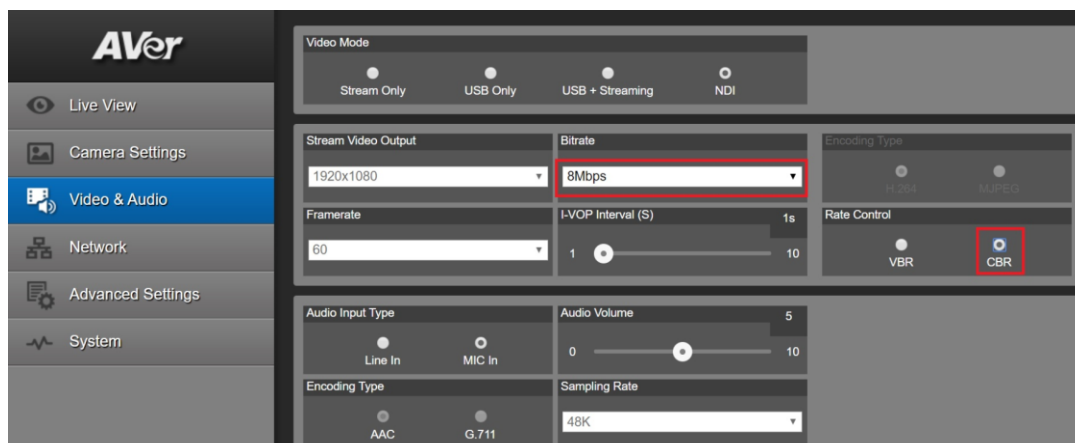 AVer
Live View
Camera Settings
Video & Audio
Network
Advanced Settings
System
Video Mode
Stream Only USB Only USB + Streaming NDI
Stream Video Output
1920x1080
Bitrate
8Mbps
Encoding Type
H.264 MJPEG
Framerate
60
I-VOP Interval (S) 1s
1 10
Rate Control
VBR CBR
Audio Input Type
Line In MIC In
Audio Volume 5
0 10
Encoding Type
AAC G.711
Sampling Rate
48K